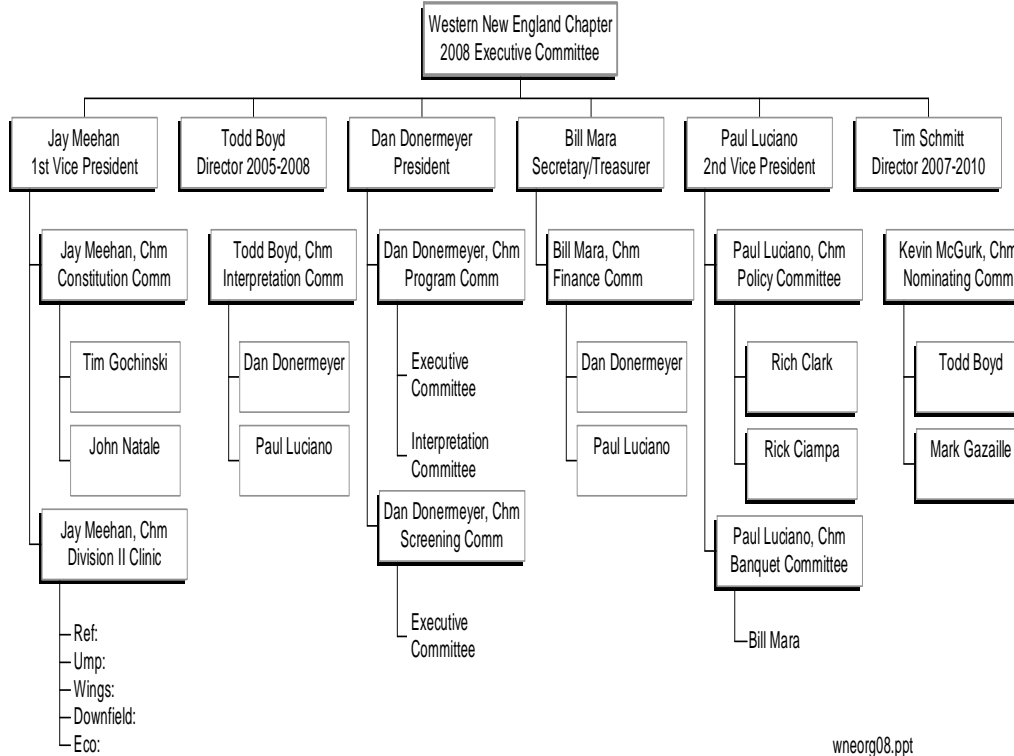 Western New England Chapter
2008 Executive Committee
Jay Meehan
1st Vice President
Todd Boyd
Director 2005-2008
Dan Donermeyer
President
Bill Mara
Secretary/Treasurer
Paul Luciano
2nd Vice President
Tim Schmitt
Director 2007-2010
Jay Meehan, Chm
Constitution Comm
Tim Gochinski
John Natale
Jay Meehan, Chm
Division II Clinic
Ref:
Ump:
Wings:
Downfield:
Eco:
Todd Boyd, Chm
Interpretation Comm
Dan Donermeyer
Paul Luciano
Dan Donermeyer, Chm
Program Comm
Executive
Committee
Interpretation
Committee
Dan Donermeyer, Chm
Screening Comm
Executive
Committee
Bill Mara, Chm
Finance Comm
Dan Donermeyer
Paul Luciano
Paul Luciano, Chm
Policy Committee
Rich Clark
Rick Ciampa
Paul Luciano, Chm
Banquet Committee
Bill Mara
Kevin McGurk, Chm
Nominating Comm
Todd Boyd
Mark Gazaille
wneorg08.ppt